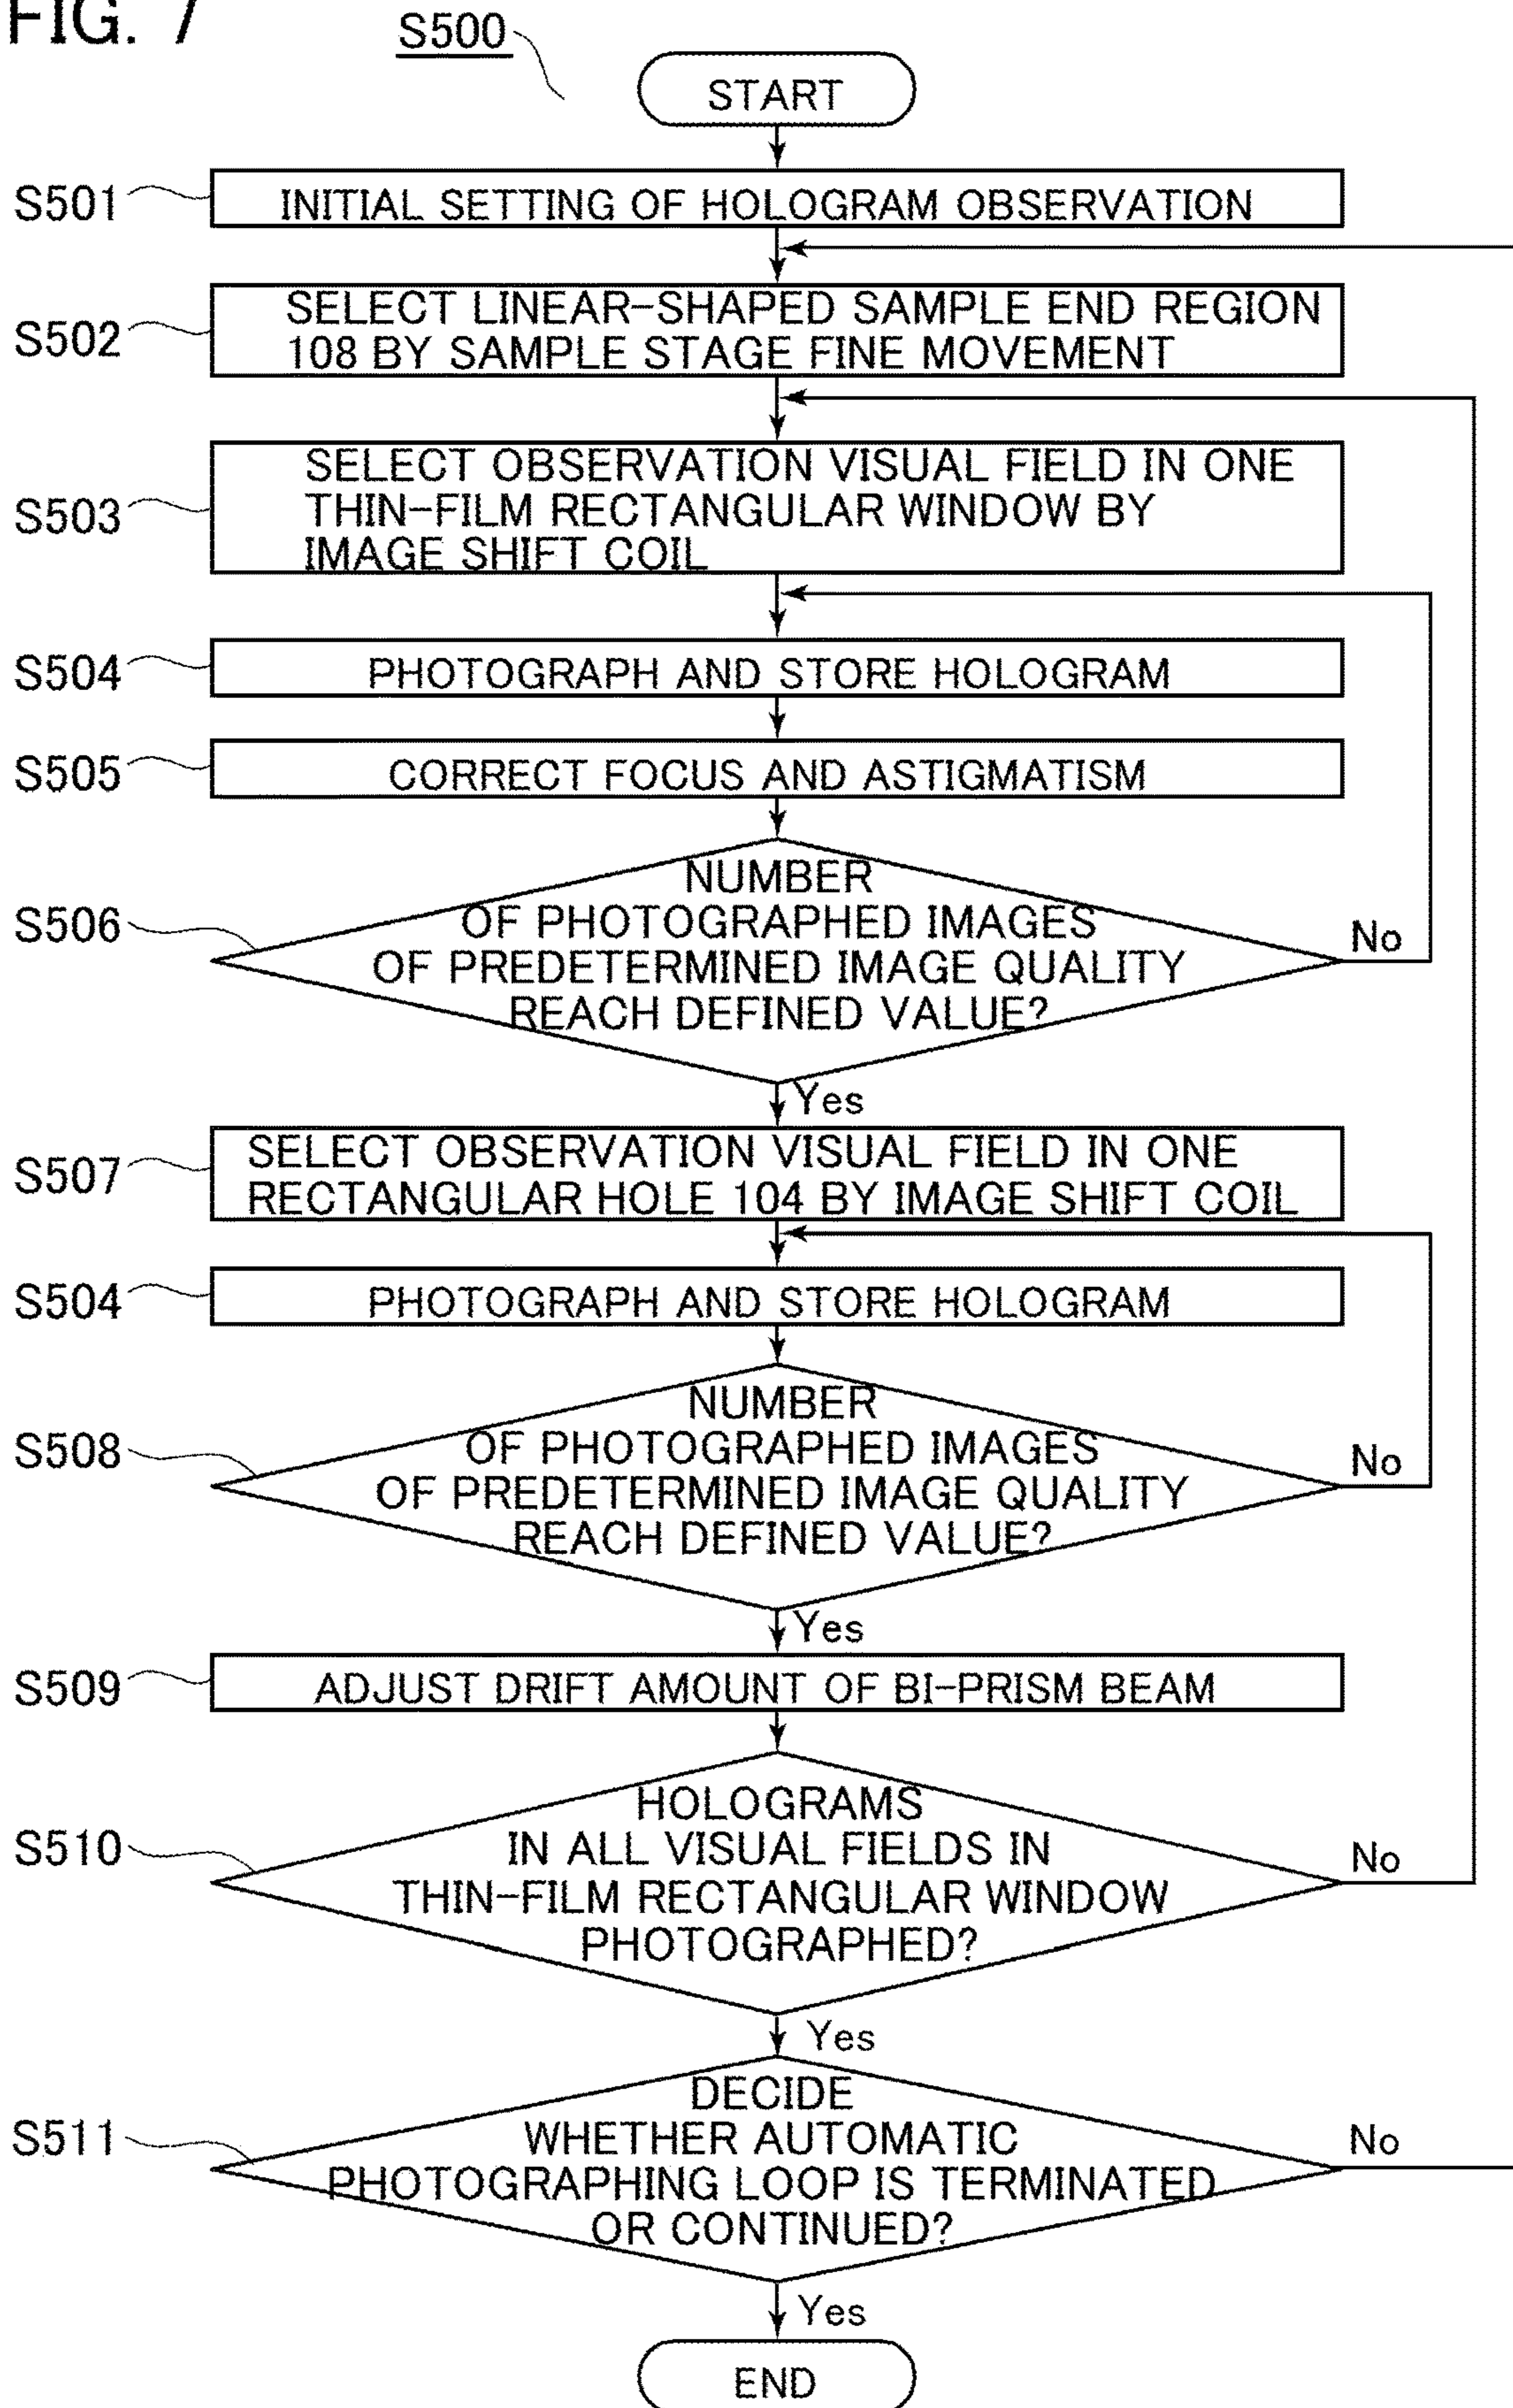 FIG. 7
S500
START
S501
INITIAL SETTING OF HOLOGRAM OBSERVATION
S502
SELECT LINEAR-SHAPED SAMPLE END REGION
108 BY SAMPLE STAGE FINE MOVEMENT
S503
SELECT OBSERVATION VISUAL FIELD IN ONE
THIN-FILM RECTANGULAR WINDOW BY
IMAGE SHIFT COIL
S504
PHOTOGRAPH AND STORE HOLOGRAM
S505
CORRECT FOCUS AND ASTIGMATISM
S506
NUMBER
OF PHOTOGRAPHED IMAGES
OF PREDETERMINED IMAGE QUALITY
REACH DEFINED VALUE?
No
Yes
S507
SELECT OBSERVATION VISUAL FIELD IN ONE
RECTANGULAR HOLE 104 BY IMAGE SHIFT COIL
S504
PHOTOGRAPH AND STORE HOLOGRAM
S508
NUMBER
OF PHOTOGRAPHED IMAGES
OF PREDETERMINED IMAGE QUALITY
REACH DEFINED VALUE?
No
Yes
S509
ADJUST DRIFT AMOUNT OF BI-PRISM BEAM
S510
HOLOGRAMS
IN ALL VISUAL FIELDS IN
THIN-FILM RECTANGULAR WINDOW
PHOTOGRAPHED?
No
Yes
S511
DECIDE
WHETHER AUTOMATIC
PHOTOGRAPHING LOOP IS TERMINATED
OR CONTINUED?
No
Yes
END